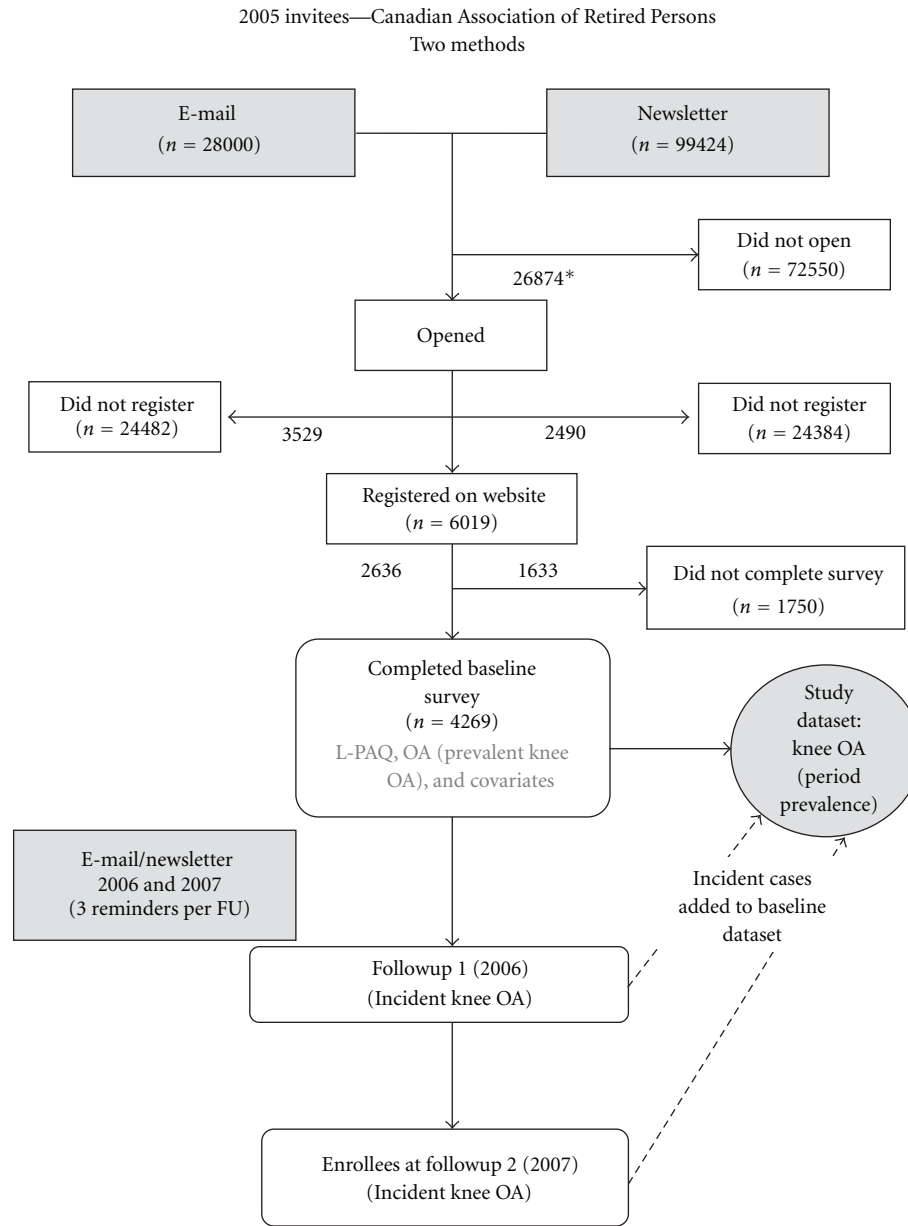 2005 invitees—Canadian Association of Retired Persons
Two methods
E-mail
(n = 28000)
Newsletter
(n = 99424)
Did not open
(n = 72550)
26874*
Opened
Did not register
(n = 24482)
3529
2490
Did not register
(n = 24384)
Registered on website
(n = 6019)
2636
1633
Did not complete survey
(n = 1750)
Completed baseline
survey
(n = 4269)
L-PAQ, OA (prevalent knee
OA), and covariates
Study
dataset:
knee OA
(period
prevalence)
E-mail/newsletter
2006 and 2007
(3 reminders per FU)
Incident cases
added to baseline
dataset
Followup 1 (2006)
(Incident knee OA)
Enrollees at followup 2 (2007)
(Incident knee OA)